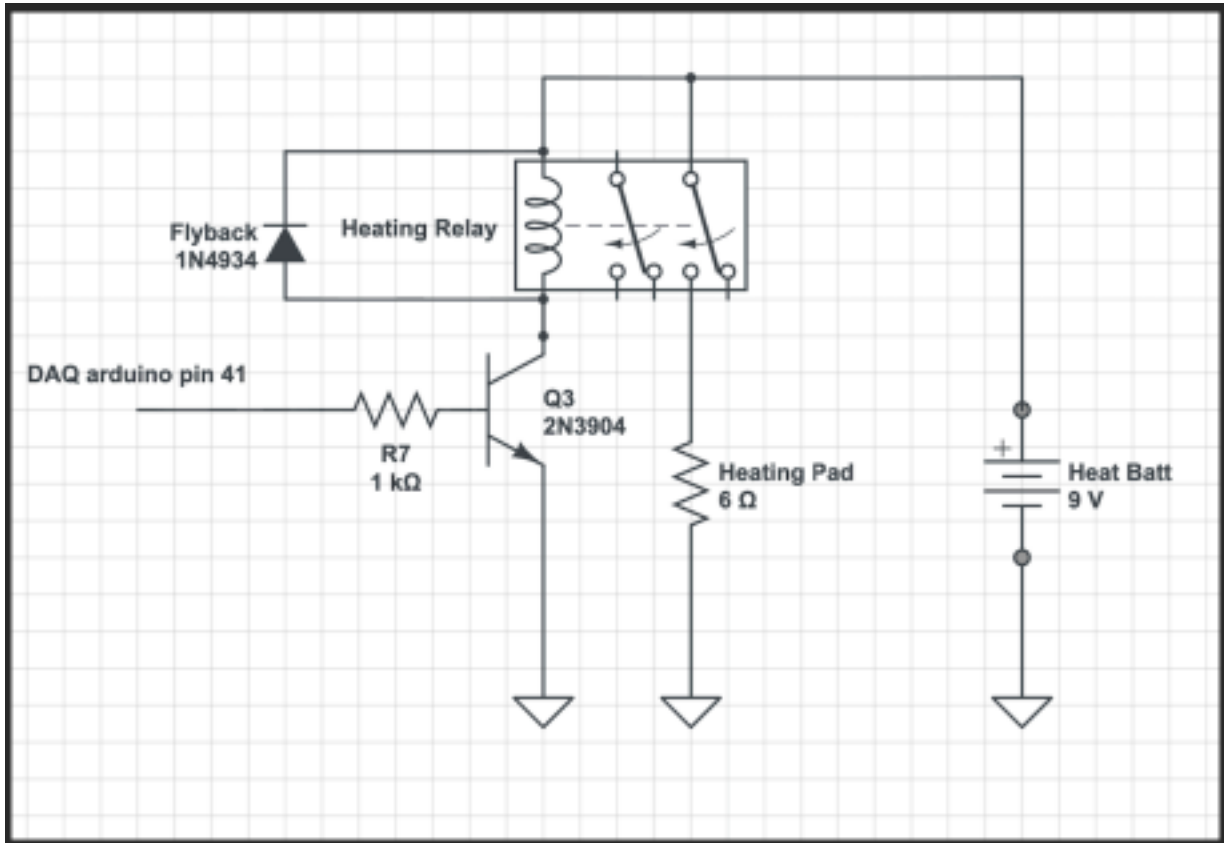 Flyback
1N4934
Heating Relay
DAQ arduino pin 41
R7
1 kΩ
Q3
2N3904
Heating Pad
6 Ω
+
Heat Batt
9 V